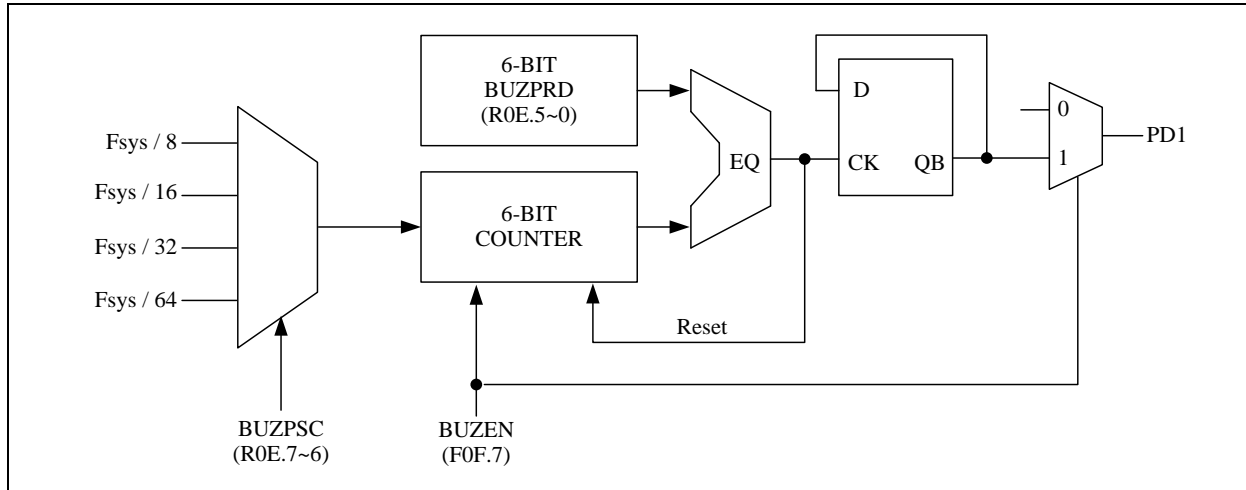 6-BIT
BUZPRD
(R0E.5~0)
D
CK
QB
0
1
PD1
EQ
Fsys / 8
Fsys / 16
Fsys / 32
Fsys / 64
6-BIT
COUNTER
Reset
BUZPSC
(R0E.7~6)
BUZEN
(F0F.7)